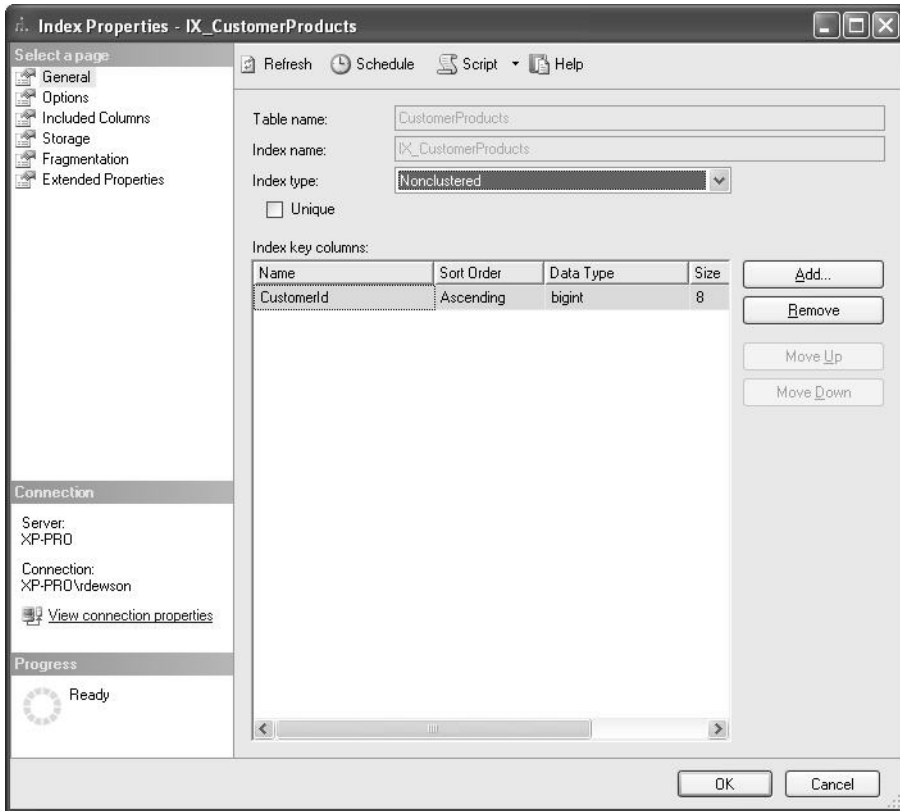 Index Properties - IX_CustomerProducts
Select a page
General
Options
Included Columns
Storage
Fragmentation
Extended Properties
Refresh Schedule Script Help
Table name: CustomerProducts
Index name: IX_CustomerProducts
Index type: Nonclustered
Unique
Index key columns:
Name Sort Order Data Type Size
CustomerId Ascending bigint 8
Add...
Remove
Move Up
Move Down
Connection
Server:
XP-PRO
Connection:
XP-PRO\rdewson
View connection properties
Progress
Ready
OK Cancel